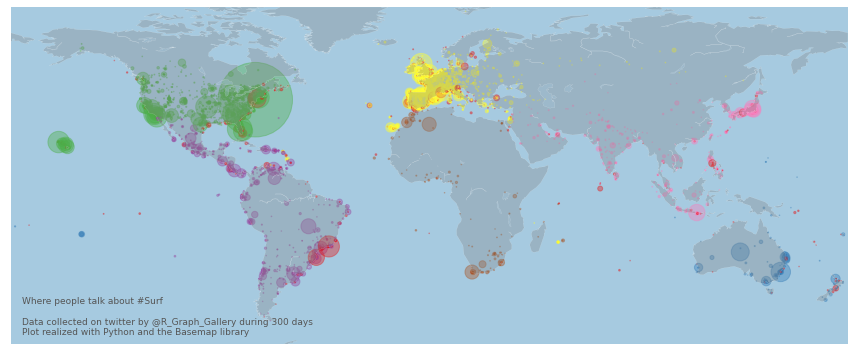 Where people talk about #Surf
Data collected on twitter by @R_Graph_Gallery during 300 days
Plot realized with Python and the Basemap library